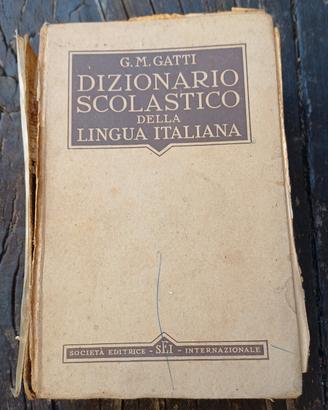 G. M. GATTI
DIZIONARIO
SCOLASTICO
DELLA
LINGUA ITALIANA
SOCIETÀ EDITRICE - SEI - INTERNAZIONALE